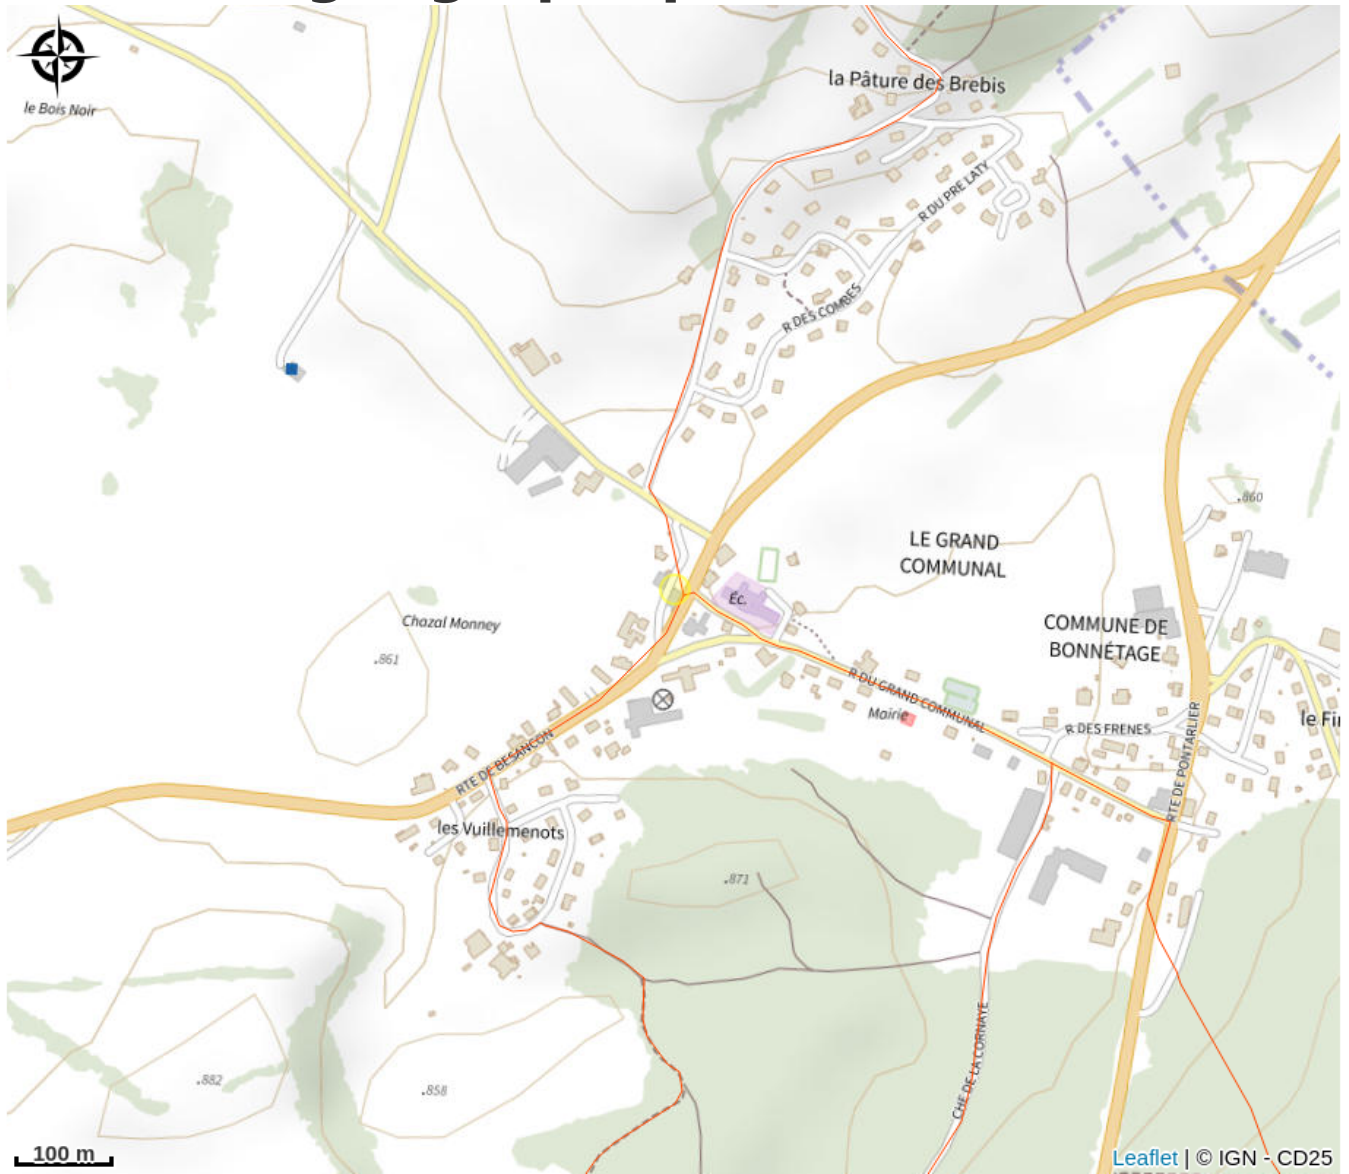 la Pâture des Brebis
le Bois Noir
R DU PRE LATY
R DES COMBES
.860
LE GRAND
COMMUNAL
Éc.
Chazal Monney
COMMUNE DE
BONNÉTAGE
.861
R DU GRAND COMMUNAL
Mairie
R DES FRENES
le Fi
RTE DE PONTARLIER
RTE DE BESANCON
les Vuillemenots
.871
CHE DE LA CORNAYE
.882
.858
100 m
Leaflet | © IGN - CD25